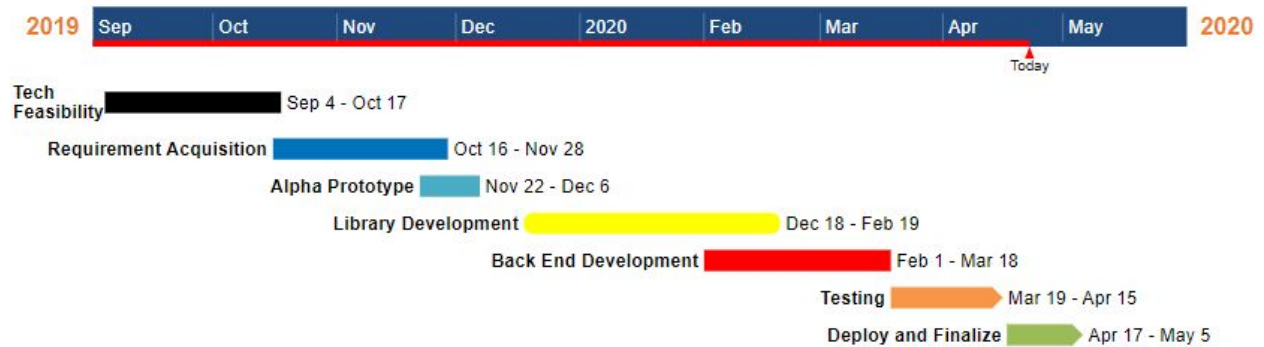 2019 Sep Oct Nov Dec 2020 Feb Mar Apr May 2020
Today
Tech
Feasibility Sep 4 - Oct 17
Requirement Acquisition Oct 16 - Nov 28
Alpha Prototype Nov 22 - Dec 6
Library Development Dec 18 - Feb 19
Back End Development Feb 1 - Mar 18
Testing Mar 19 - Apr 15
Deploy and Finalize Apr 17 - May 5